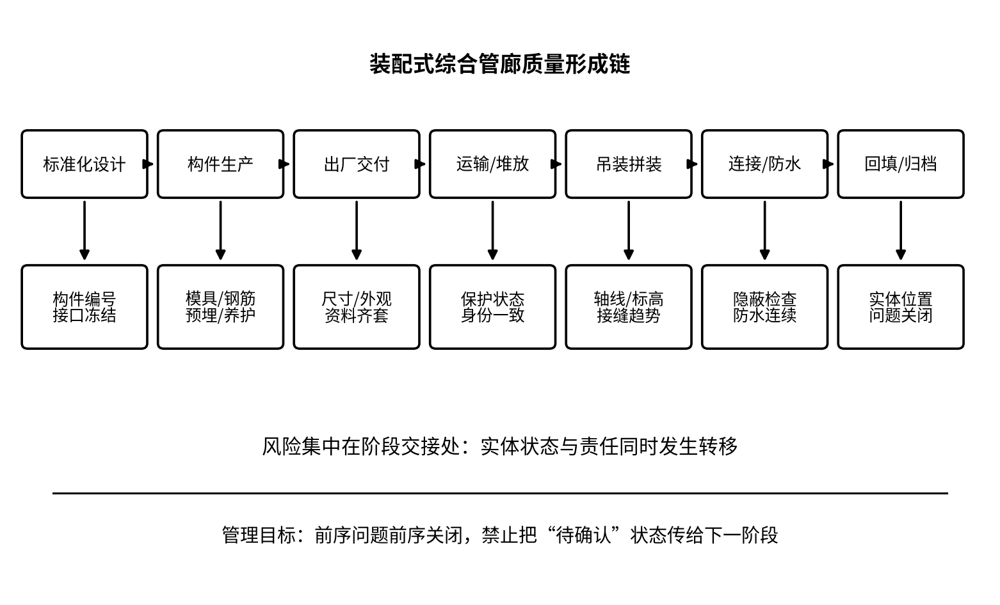 装配式综合管廊质量形成链
标准化设计
构件生产
出厂交付
运输/堆放
吊装拼装
连接/防水
回填/归档
构件编号
接口冻结
模具/钢筋
预埋/养护
尺寸/外观
资料齐套
保护状态
身份一致
轴线/标高
接缝趋势
隐蔽检查
防水连续
实体位置
问题关闭
风险集中在阶段交接处：实体状态与责任同时发生转移
管理目标：前序问题前序关闭，禁止把“待确认”状态传给下一阶段